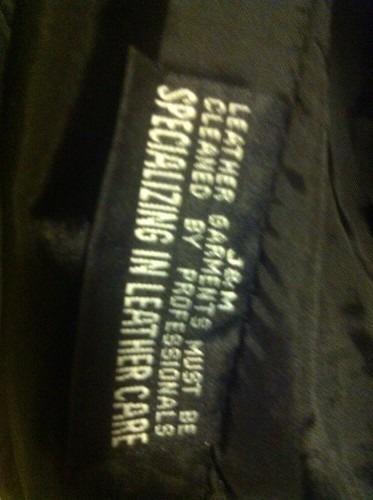 J&M
LEATHER GARMENTS MUST BE
CLEANED BY PROFESSIONALS
SPECIALIZING IN LEATHER CARE